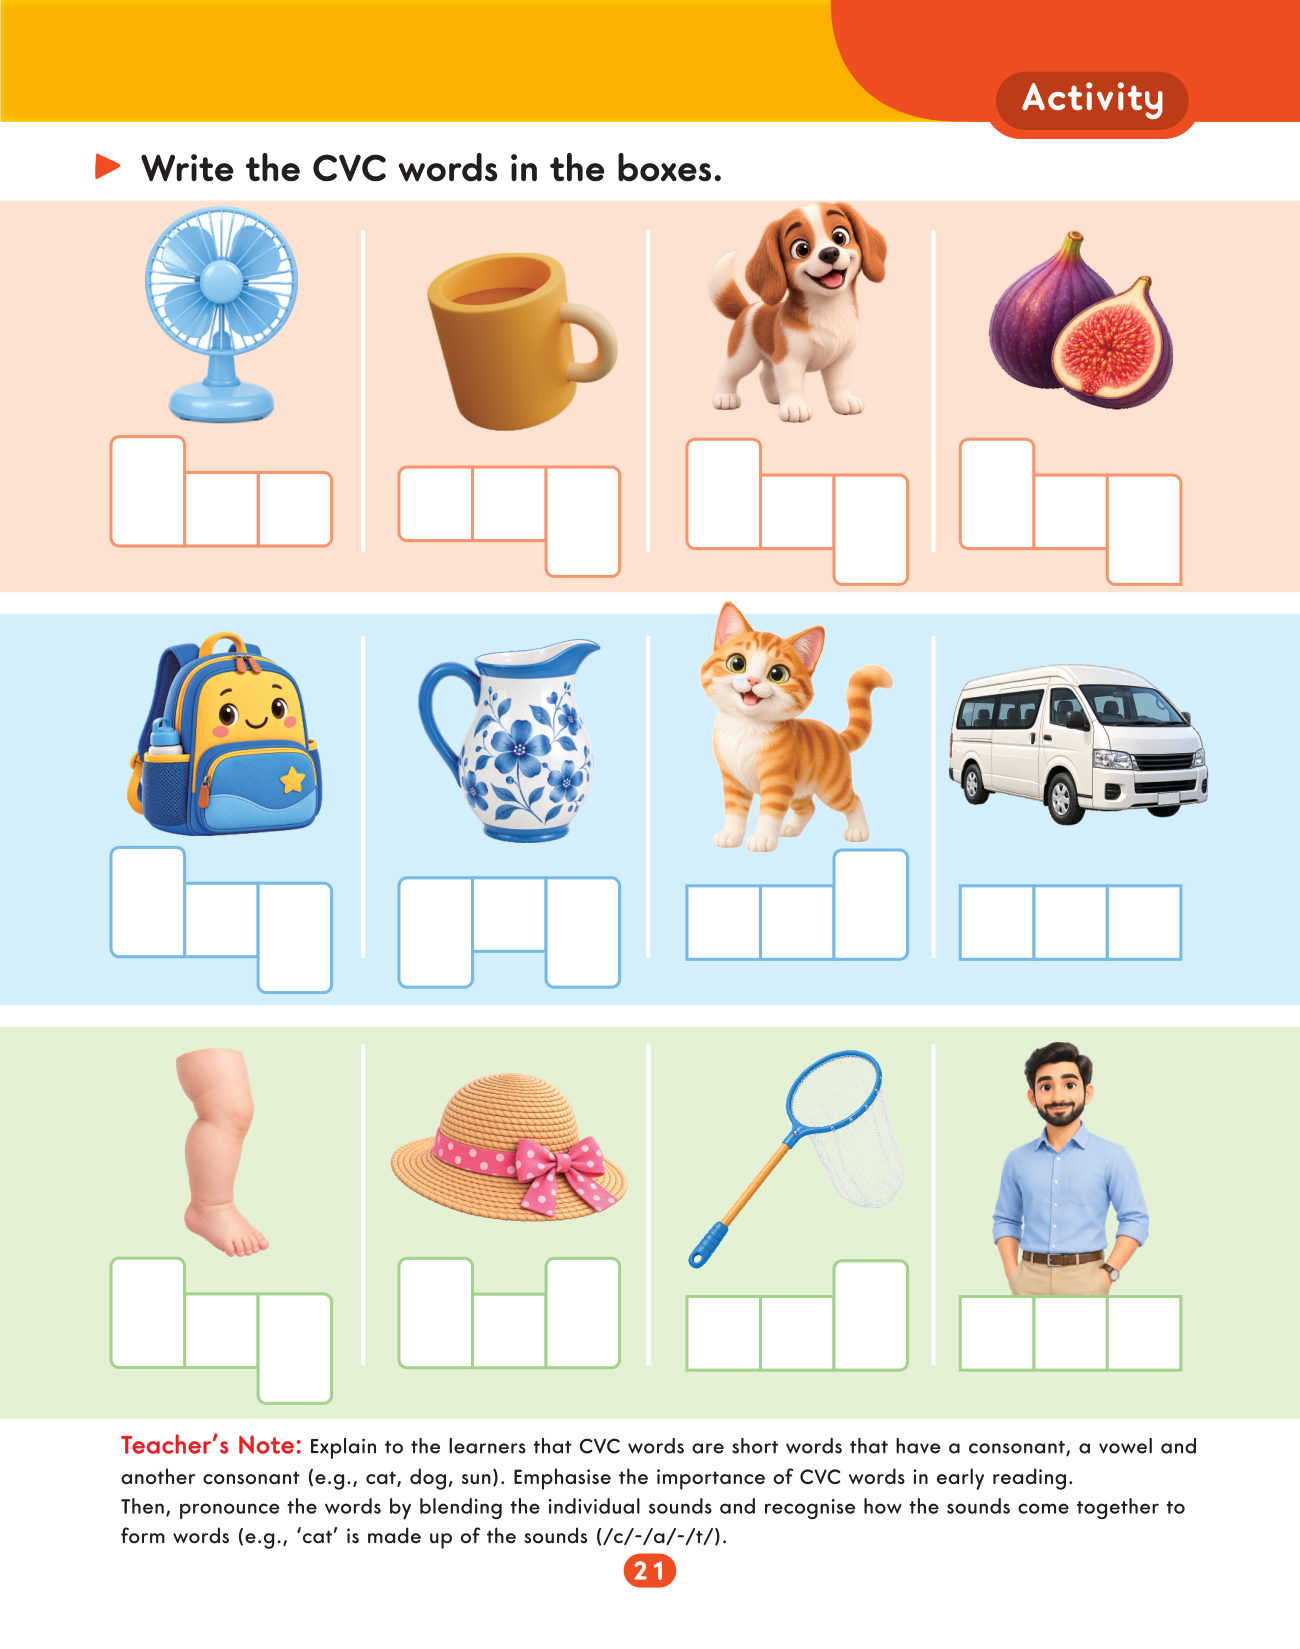 Activity
Write the CVC words in the boxes.
Teacher's Note: Explain to the learners that CVC words are short words that have a consonant, a vowel and
another consonant (e.g., cat, dog, sun). Emphasise the importance of CVC words in early reading.
Then, pronounce the words by blending the individual sounds and recognise how the sounds come together to
form words (e.g., ‘cat’ is made up of the sounds (/c/-/a/-/t/).
21